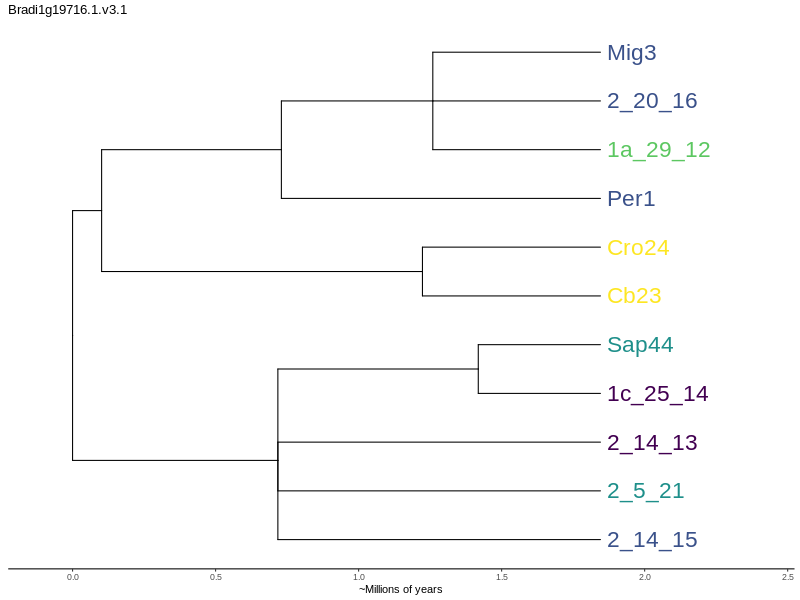 Bradi1g19716.1.v3.1
Mig3
2_20_16
1a_29_12
Per1
Cro24
Cb23
Sap44
1c_25_14
2_14_13
2_5_21
2_14_15
0.0 0.5 1.0 1.5 2.0 2.5
~Millions of years